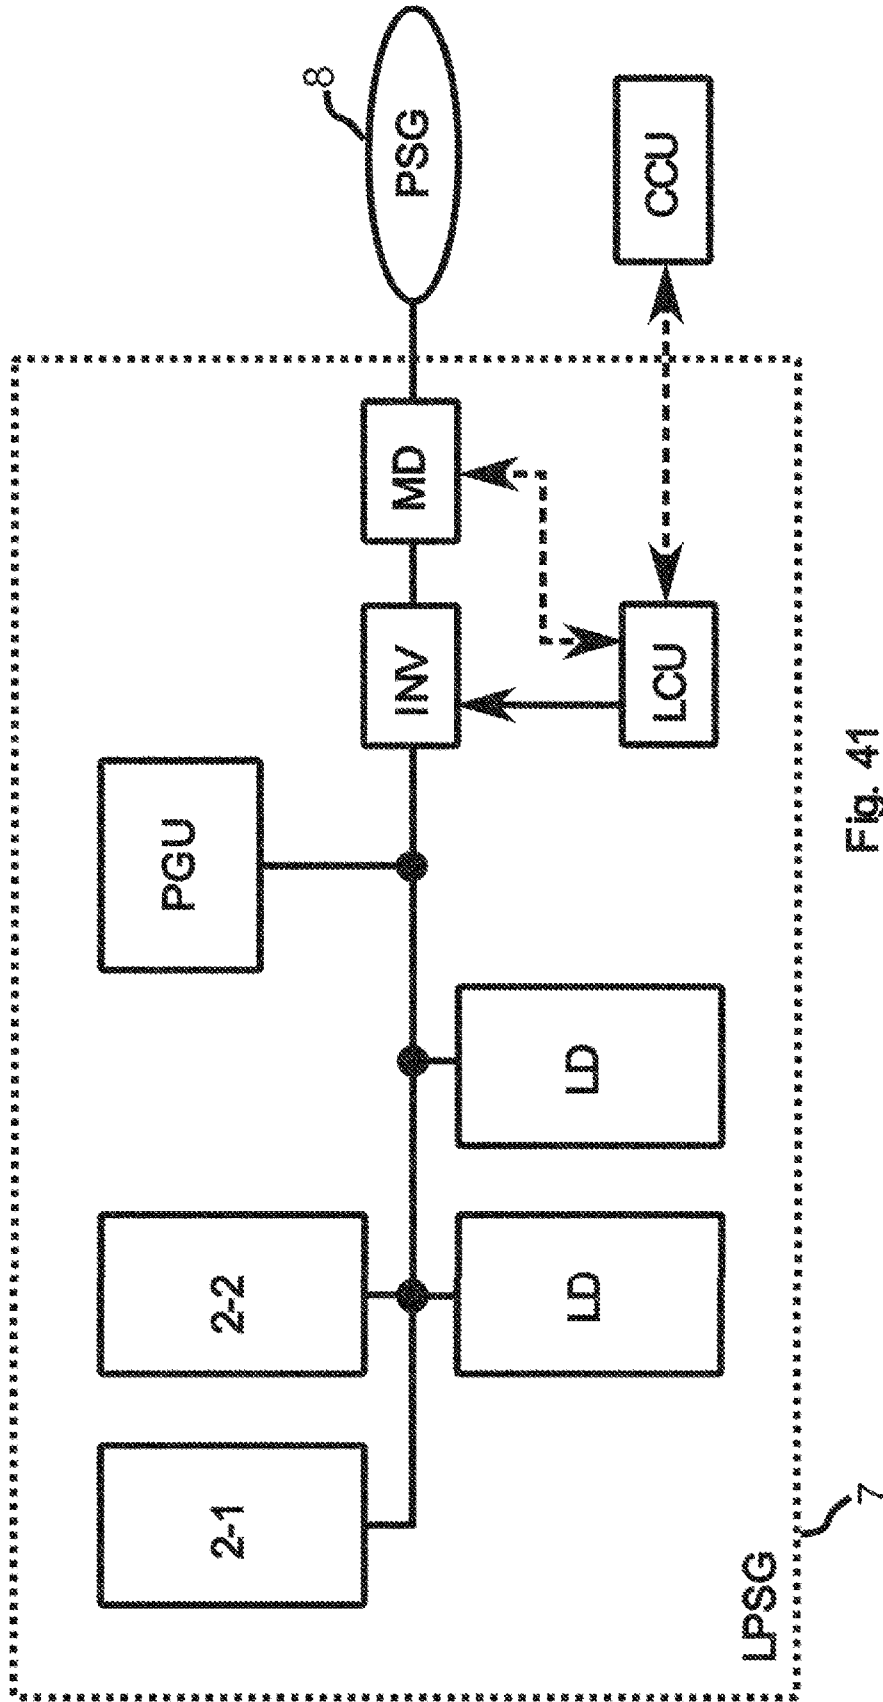 2-1
2-2
PGU
8
PSG
LD
LD
INV
MD
LCU
CCU
LPSG
7
Fig. 41